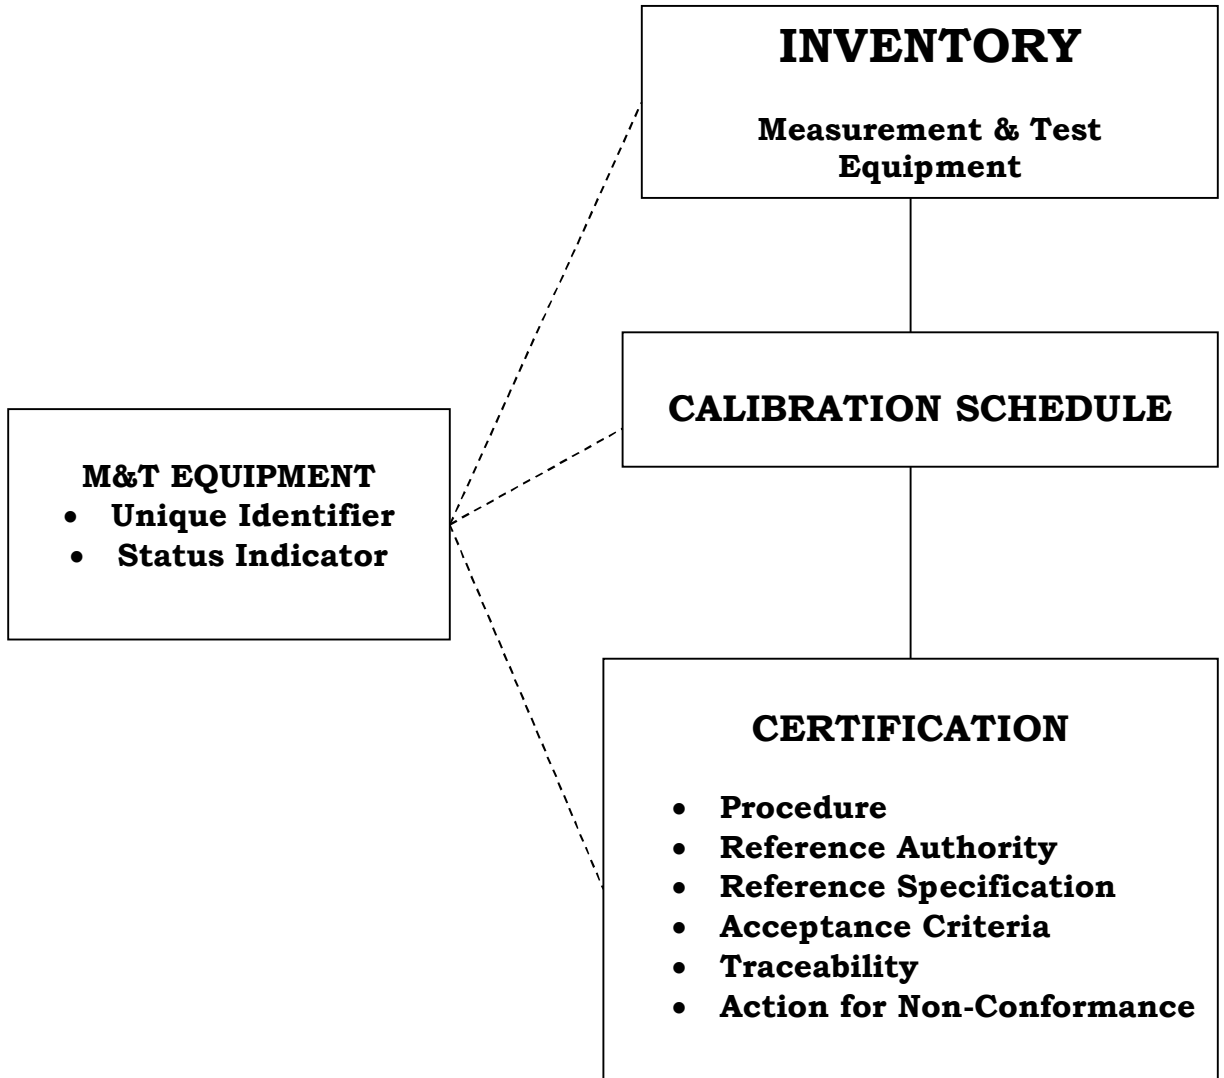 INVENTORY
Measurement & Test
Equipment
CALIBRATION SCHEDULE
M&T EQUIPMENT
• Unique Identifier
• Status Indicator
CERTIFICATION
• Procedure
• Reference Authority
• Reference Specification
• Acceptance Criteria
• Traceability
• Action for Non-Conformance